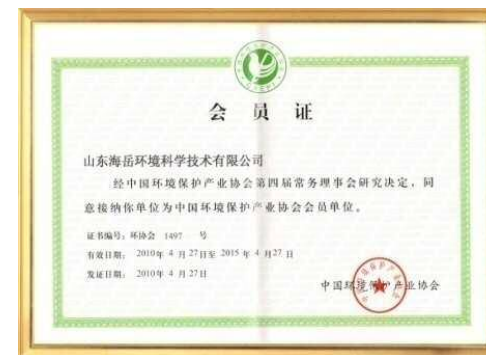 会员证
山东海岳环境科学技术有限公司
经中国环境保护产业协会第四届常务理事会研究决定，同
意接纳你单位为中国环境保护产业协会会员单位。
证书编号：环协会 1497 号
有效日期： 2010年 4 月 27日至 2015 年 4 月27 日
发证日期： 2010年 4 月 27日
中国环境保护产业协会